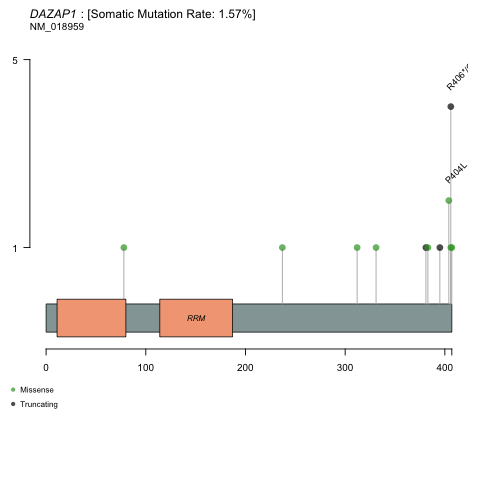 DAZAP1 : [Somatic Mutation Rate: 1.57%]
NM_018959
5
R406*/
P404L
1
RRM
0 100 200 300 400
Missense
Truncating